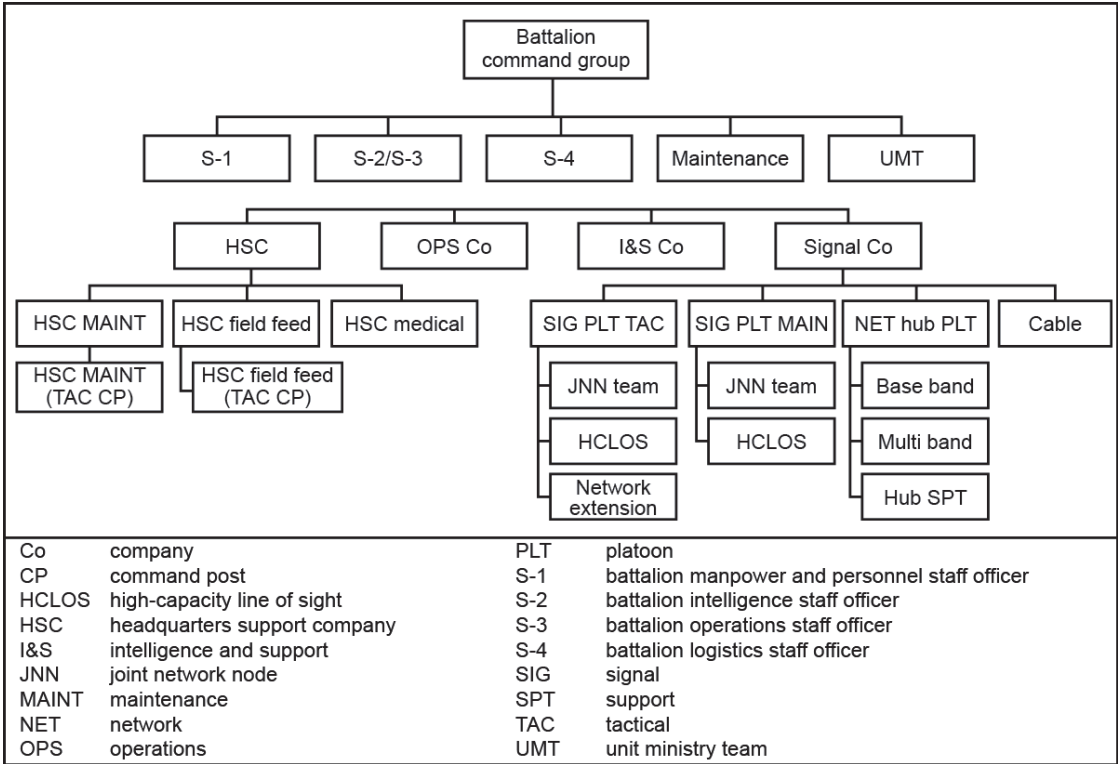 Battalion
command group
S-1
S-2/S-3
S-4
Maintenance
UMT
HSC
OPS Co
I&S Co
Signal Co
HSC MAINT
HSC field feed
HSC medical
SIG PLT TAC
SIG PLT MAIN
NET hub PLT
Cable
HSC MAINT
(TAC CP)
HSC field feed
(TAC CP)
JNN team
HCLOS
Network
extension
JNN team
HCLOS
Base band
Multi band
Hub SPT
Co company
CP command post
HCLOS high-capacity line of sight
HSC headquarters support company
I&S intelligence and support
JNN joint network node
MAINT maintenance
NET network
OPS operations
PLT platoon
S-1 battalion manpower and personnel staff officer
S-2 battalion intelligence staff officer
S-3 battalion operations staff officer
S-4 battalion logistics staff officer
SIG signal
SPT support
TAC tactical
UMT unit ministry team